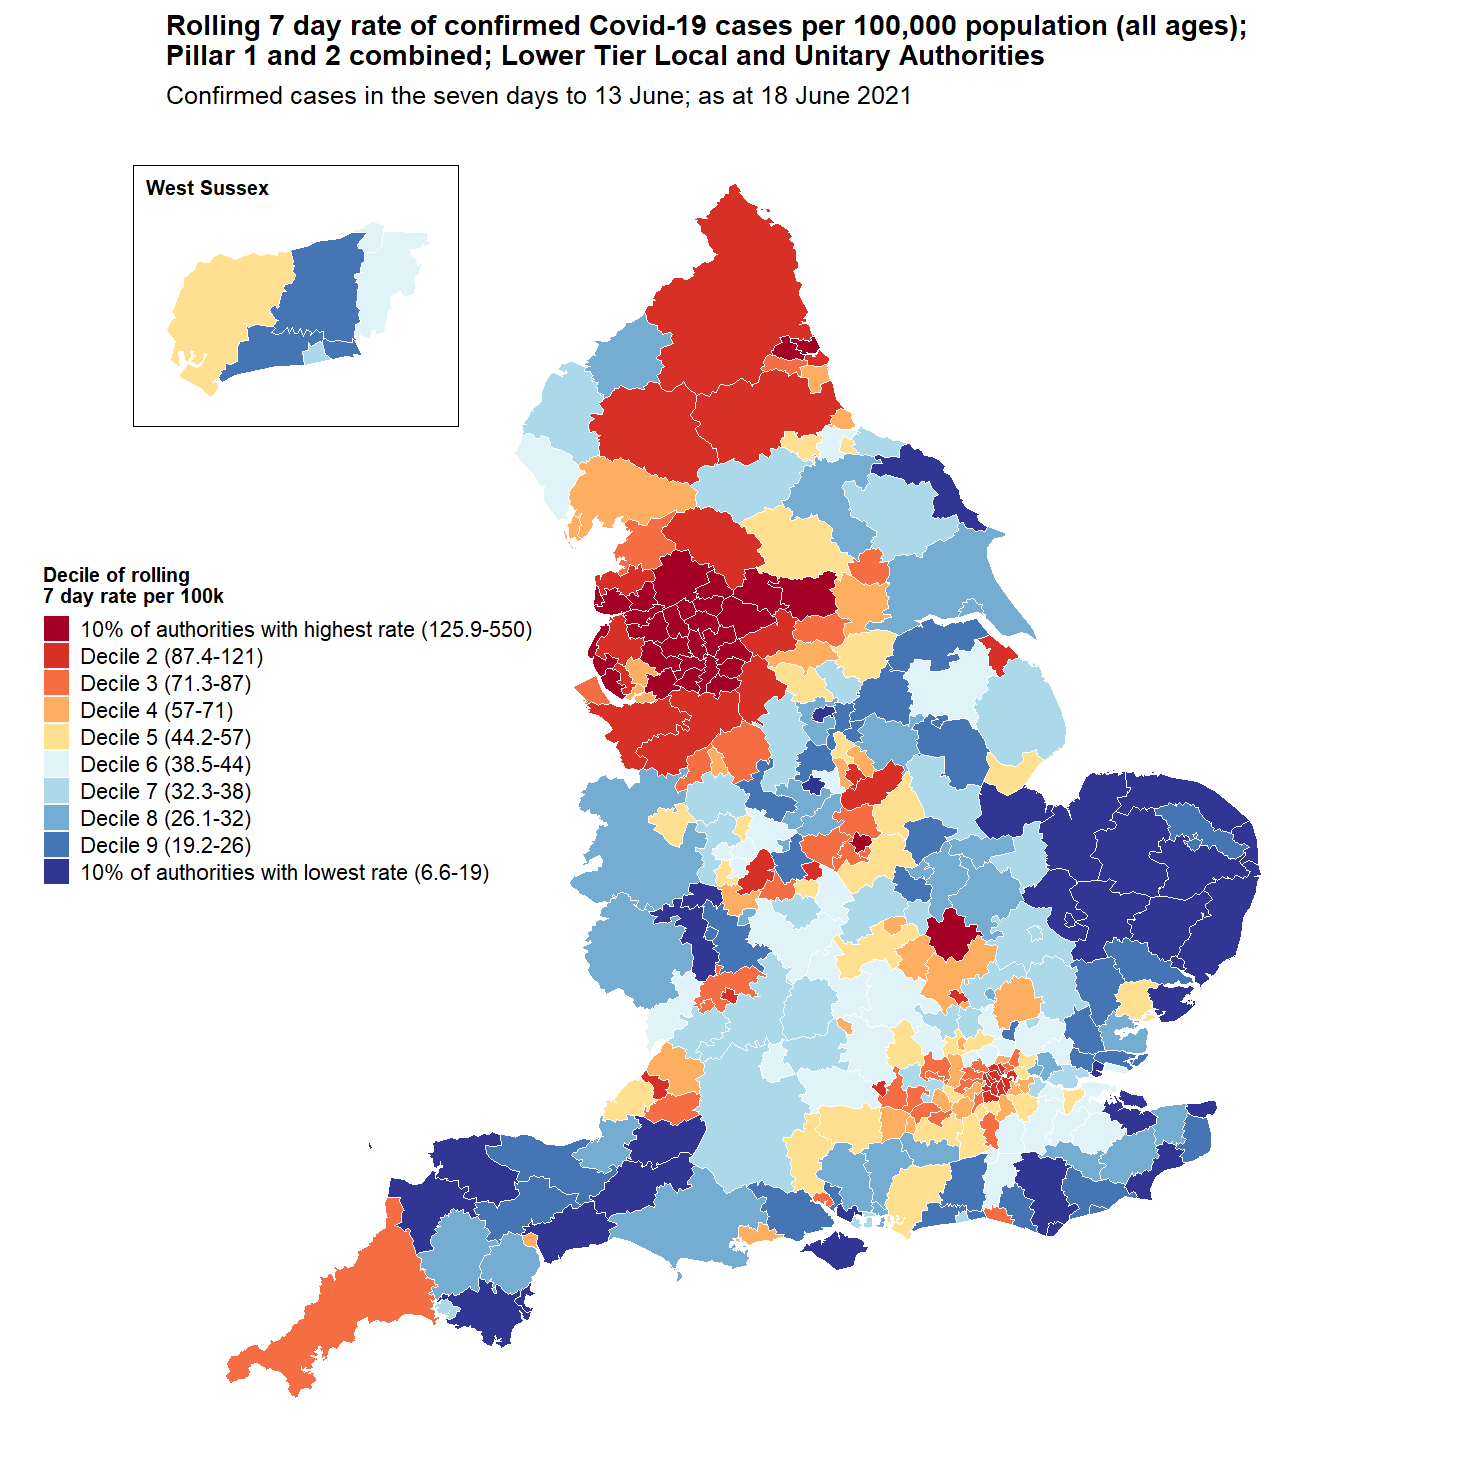 Rolling 7 day rate of confirmed Covid-19 cases per 100,000 population (all ages);
Pillar 1 and 2 combined; Lower Tier Local and Unitary Authorities
Confirmed cases in the seven days to 13 June; as at 18 June 2021
West Sussex
Decile of rolling
7 day rate per 100k
10% of authorities with highest rate (125.9-550)
Decile 2 (87.4-121)
Decile 3 (71.3-87)
Decile 4 (57-71)
Decile 5 (44.2-57)
Decile 6 (38.5-44)
Decile 7 (32.3-38)
Decile 8 (26.1-32)
Decile 9 (19.2-26)
10% of authorities with lowest rate (6.6-19)